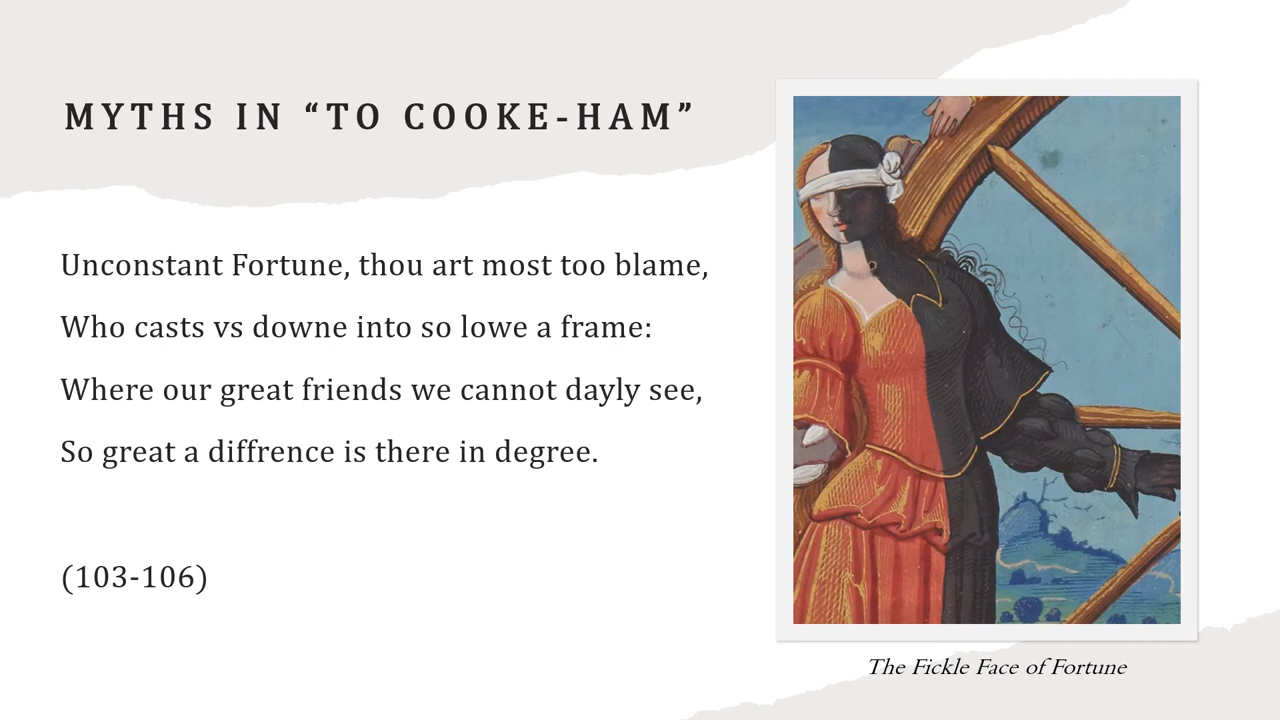 MYTHS IN “TO COOKE-HAM”
Unconstant Fortune, thou art most too blame,
Who casts vs downe into so lowe a frame:
Where our great friends we cannot dayly see,
So great a diffrence is there in degree.
(103-106)
The Fickle Face of Fortune